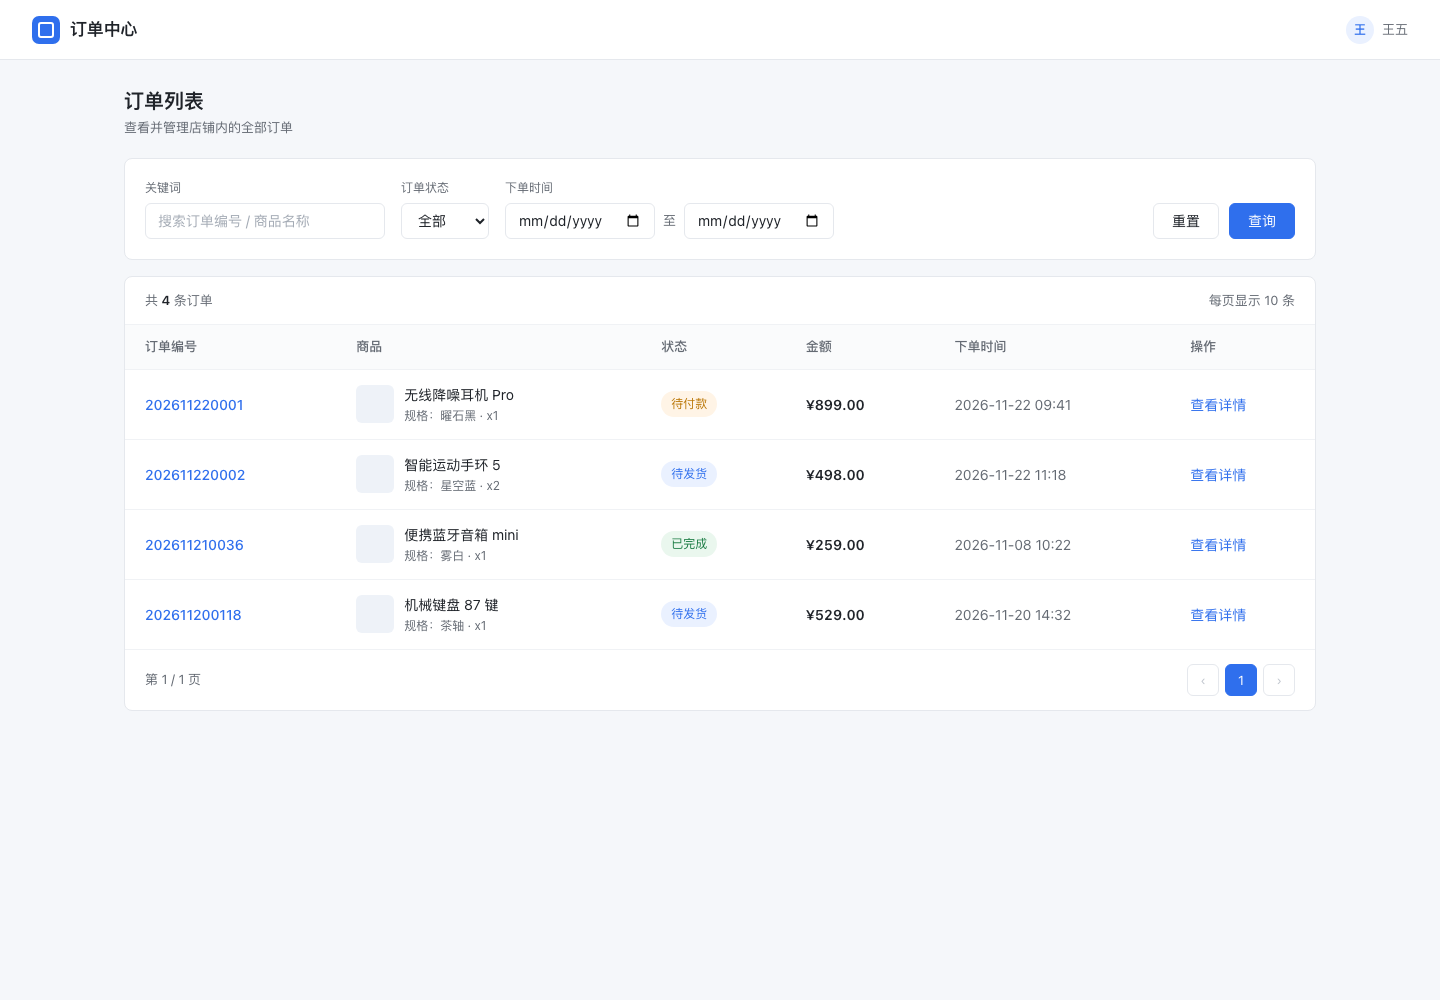 订单中心
王 王五
订单列表
查看并管理店铺内的全部订单
关键词 订单状态 下单时间
搜索订单编号 / 商品名称 全部 mm/dd/yyyy 至 mm/dd/yyyy 重置 查询
共 4 条订单 每页显示 10 条
订单编号 商品 状态 金额 下单时间 操作
202611220001 无线降噪耳机 Pro 待付款 ¥899.00 2026-11-22 09:41 查看详情
规格：曜石黑 · x1
202611220002 智能运动手环 5 待发货 ¥498.00 2026-11-22 11:18 查看详情
规格：星空蓝 · x2
202611210036 便携蓝牙音箱 mini 已完成 ¥259.00 2026-11-08 10:22 查看详情
规格：雾白 · x1
202611200118 机械键盘 87 键 待发货 ¥529.00 2026-11-20 14:32 查看详情
规格：茶轴 · x1
第 1 / 1 页 ‹ 1 ›